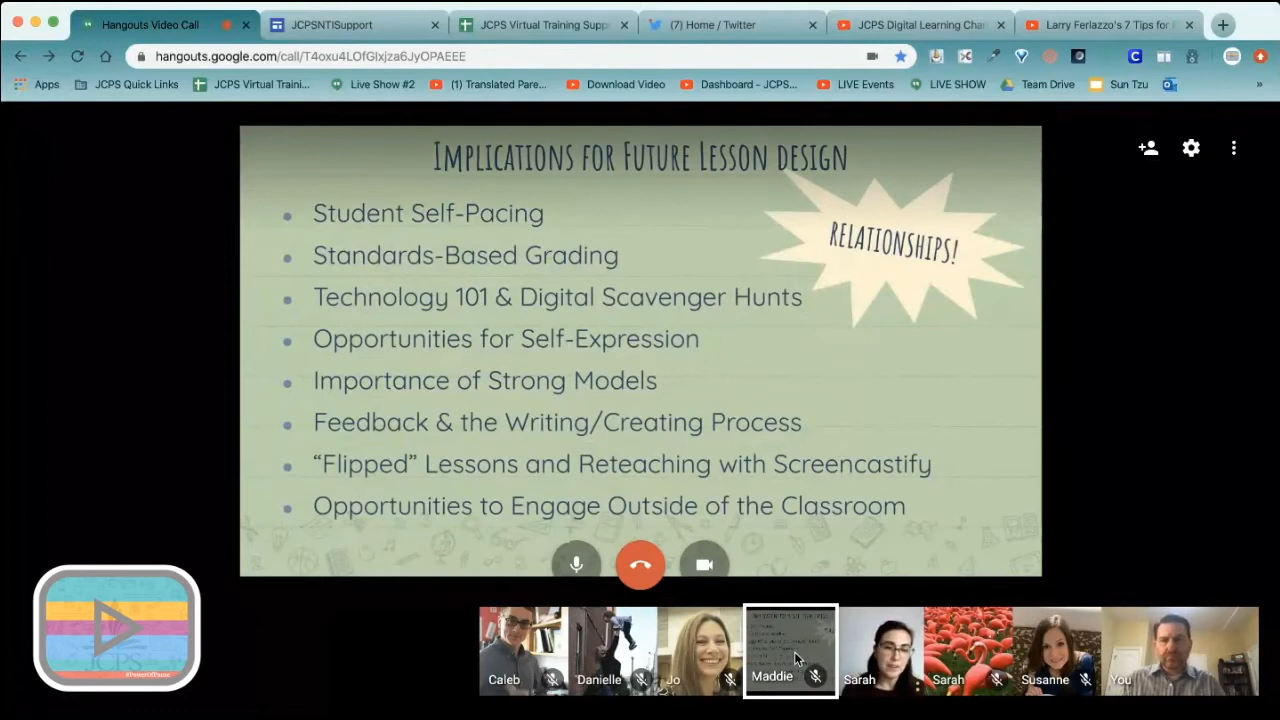 Hangouts Video Call
JCPSNTISupport
JCPS Virtual Training Supp
(7) Home / Twitter
JCPS Digital Learning Chan
Larry Ferlazzo's 7 Tips for
hangouts.google.com/call/T4oxu4LOfGIxjza6JyOPAEEE
Apps
JCPS Quick Links
JCPS Virtual Traini...
Live Show #2
(1) Translated Pare...
Download Video
Dashboard - JCPS...
LIVE Events
LIVE SHOW
Team Drive
Sun Tzu
Implications for Future Lesson design
Relationships!
Student Self-Pacing
Standards-Based Grading
Technology 101 & Digital Scavenger Hunts
Opportunities for Self-Expression
Importance of Strong Models
Feedback & the Writing/Creating Process
“Flipped” Lessons and Reteaching with Screencastify
Opportunities to Engage Outside of the Classroom
JCPS
Caleb
Danielle
Jo
Maddie
Sarah
Sarah
Susanne
You